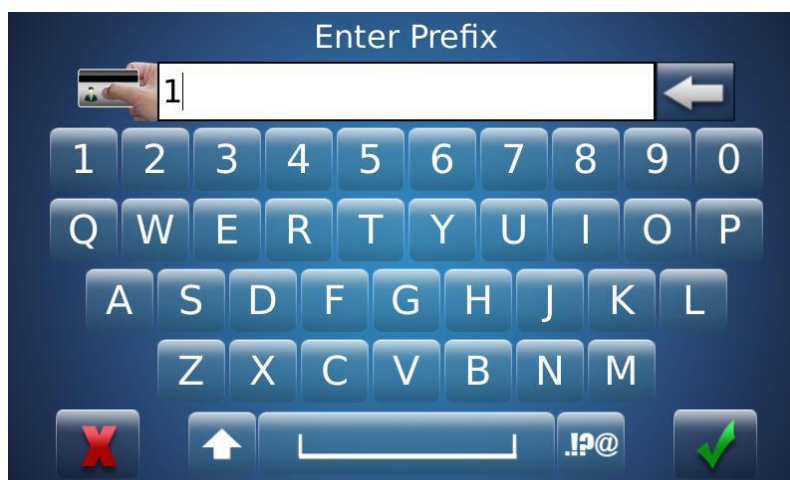 Enter Prefix
1
1 2 3 4 5 6 7 8 9 0
Q W E R T Y U I O P
A S D F G H J K L
Z X C V B N M
.!?@